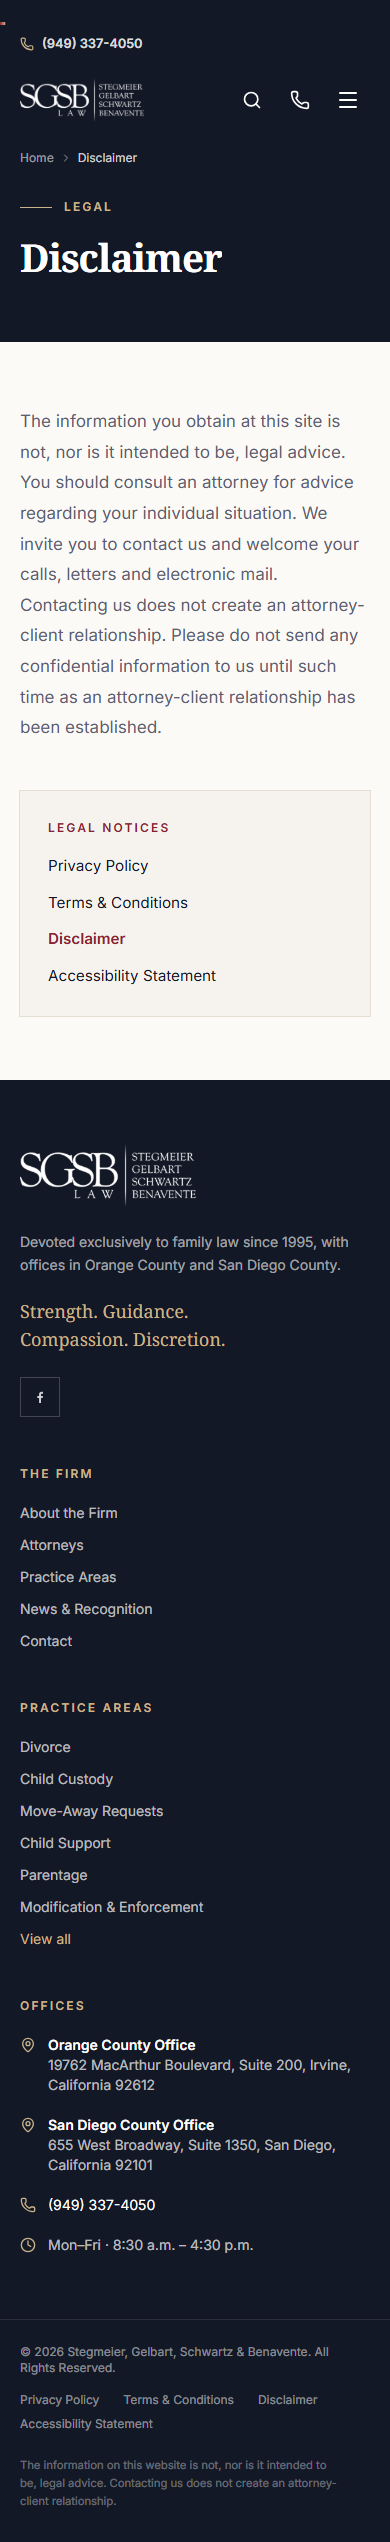 (949) 337-4050
SGSB LAW
STEGMEIER
GELBART
SCHWARTZ
BENAVENTE
Home > Disclaimer
LEGAL
Disclaimer
The information you obtain at this site is
not, nor is it intended to be, legal advice.
You should consult an attorney for advice
regarding your individual situation. We
invite you to contact us and welcome your
calls, letters and electronic mail.
Contacting us does not create an attorney-
client relationship. Please do not send any
confidential information to us until such
time as an attorney-client relationship has
been established.
LEGAL NOTICES
Privacy Policy
Terms & Conditions
Disclaimer
Accessibility Statement
SGSB LAW
STEGMEIER
GELBART
SCHWARTZ
BENAVENTE
Devoted exclusively to family law since 1995, with
offices in Orange County and San Diego County.
Strength. Guidance.
Compassion. Discretion.
f
THE FIRM
About the Firm
Attorneys
Practice Areas
News & Recognition
Contact
PRACTICE AREAS
Divorce
Child Custody
Move-Away Requests
Child Support
Parentage
Modification & Enforcement
View all
OFFICES
Orange County Office
19762 MacArthur Boulevard, Suite 200, Irvine,
California 92612
San Diego County Office
655 West Broadway, Suite 1350, San Diego,
California 92101
(949) 337-4050
Mon–Fri · 8:30 a.m. – 4:30 p.m.
© 2026 Stegmeier, Gelbart, Schwartz & Benavente. All
Rights Reserved.
Privacy Policy Terms & Conditions Disclaimer
Accessibility Statement
The information on this website is not, nor is it intended to
be, legal advice. Contacting us does not create an attorney-
client relationship.